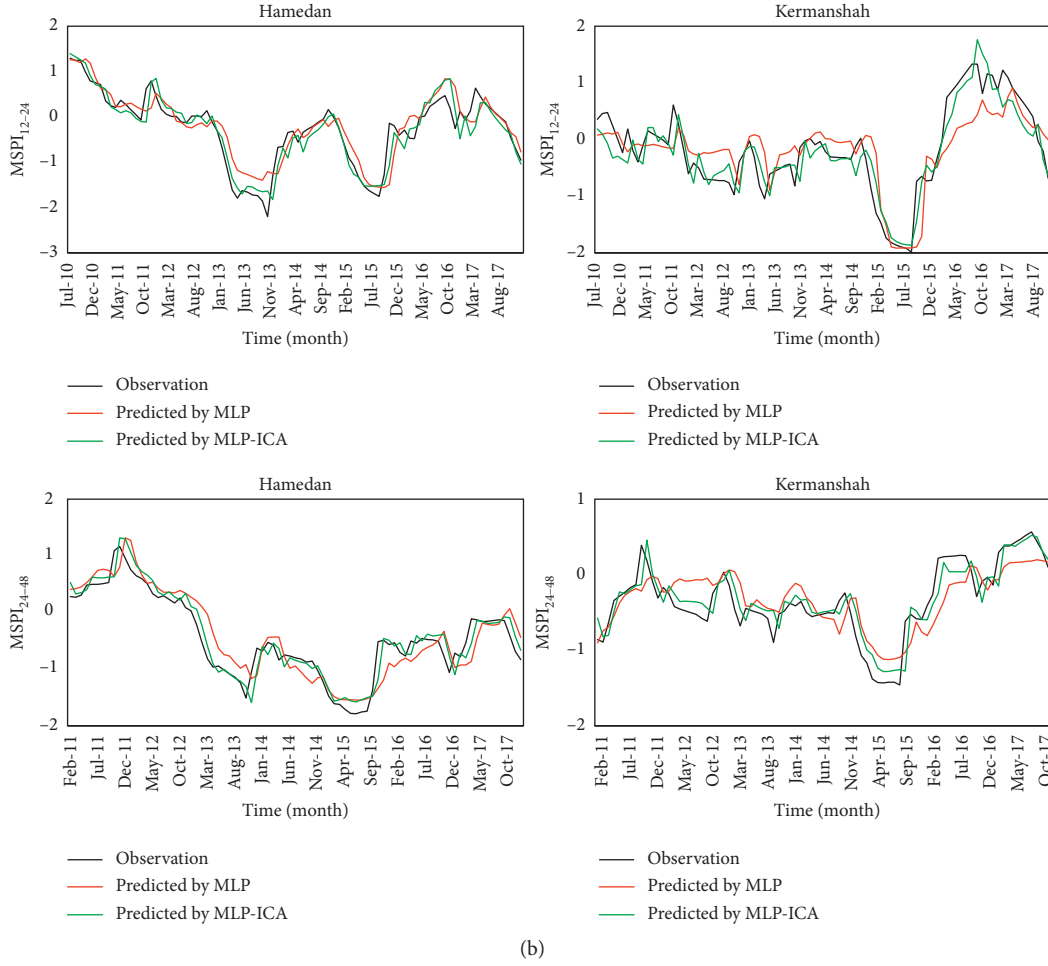 Hamedan
2
1
0
−1
−2
−3
MSPI12–24
Jul-10
Dec-10
May-11
Oct-11
Mar-12
Aug-12
Jan-13
Jun-13
Nov-13
Apr-14
Sep-14
Feb-15
Jul-15
Dec-15
May-16
Oct-16
Mar-17
Aug-17
Time (month)
Observation
Predicted by MLP
Predicted by MLP-ICA
Kermanshah
2
1
0
−1
−2
MSPI12–24
Jul-10
Dec-10
May-11
Oct-11
Mar-12
Aug-12
Jan-13
Jun-13
Nov-13
Apr-14
Sep-14
Feb-15
Jul-15
Dec-15
May-16
Oct-16
Mar-17
Aug-17
Time (month)
Observation
Predicted by MLP
Predicted by MLP-ICA
Hamedan
2
1
0
−1
−2
MSPI24–48
Feb-11
Jul-11
Dec-11
May-12
Oct-12
Mar-13
Aug-13
Jan-14
Jun-14
Nov-14
Apr-15
Sep-15
Feb-16
Jul-16
Dec-16
May-17
Oct-17
Time (month)
Observation
Predicted by MLP
Predicted by MLP-ICA
Kermanshah
1
0
−1
−2
MSPI24–48
Feb-11
Jul-11
Dec-11
May-12
Oct-12
Mar-13
Aug-13
Jan-14
Jun-14
Nov-14
Apr-15
Sep-15
Feb-16
Jul-16
Dec-16
May-17
Oct-17
Time (month)
Observation
Predicted by MLP
Predicted by MLP-ICA
(b)